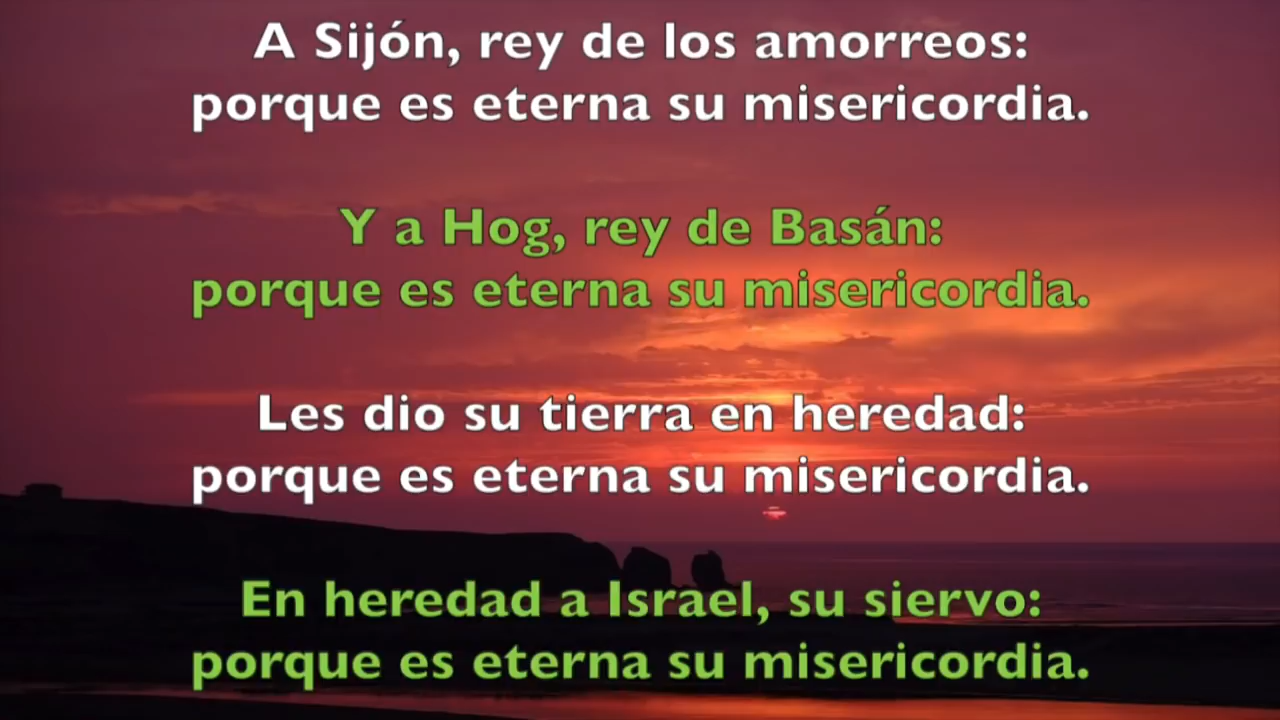 A Sijón, rey de los amorreos:
porque es eterna su misericordia.
Y a Hog, rey de Basán:
porque es eterna su misericordia.
Les dio su tierra en heredad:
porque es eterna su misericordia.
En heredad a Israel, su siervo:
porque es eterna su misericordia.